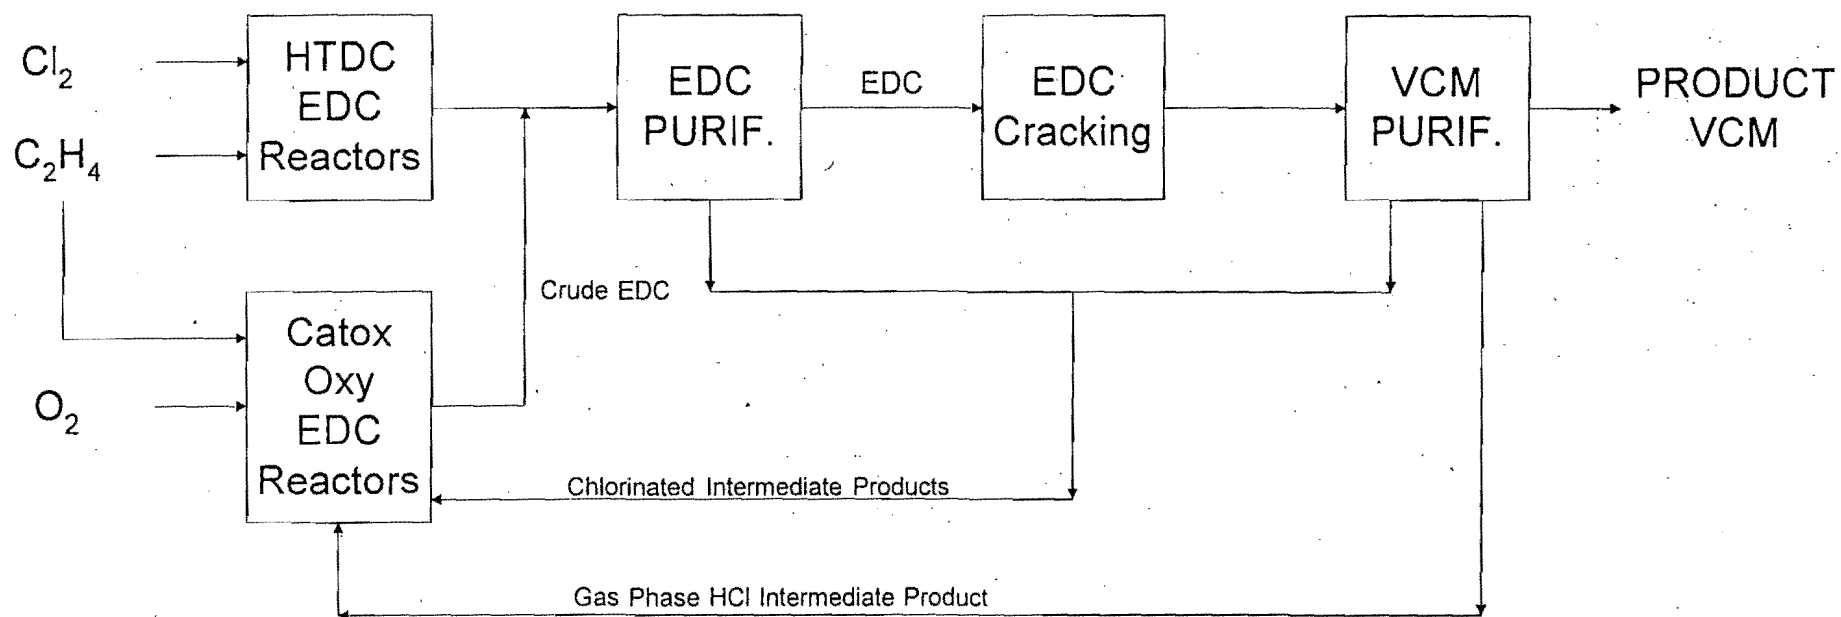 Cl₂
C₂H₄
O₂
HTDC
EDC
Reactors
Catox
Oxy
EDC
Reactors
Crude EDC
EDC
PURIF.
EDC
EDC
Cracking
VCM
PURIF.
PRODUCT
VCM
Chlorinated Intermediate Products
Gas Phase HCl Intermediate Product